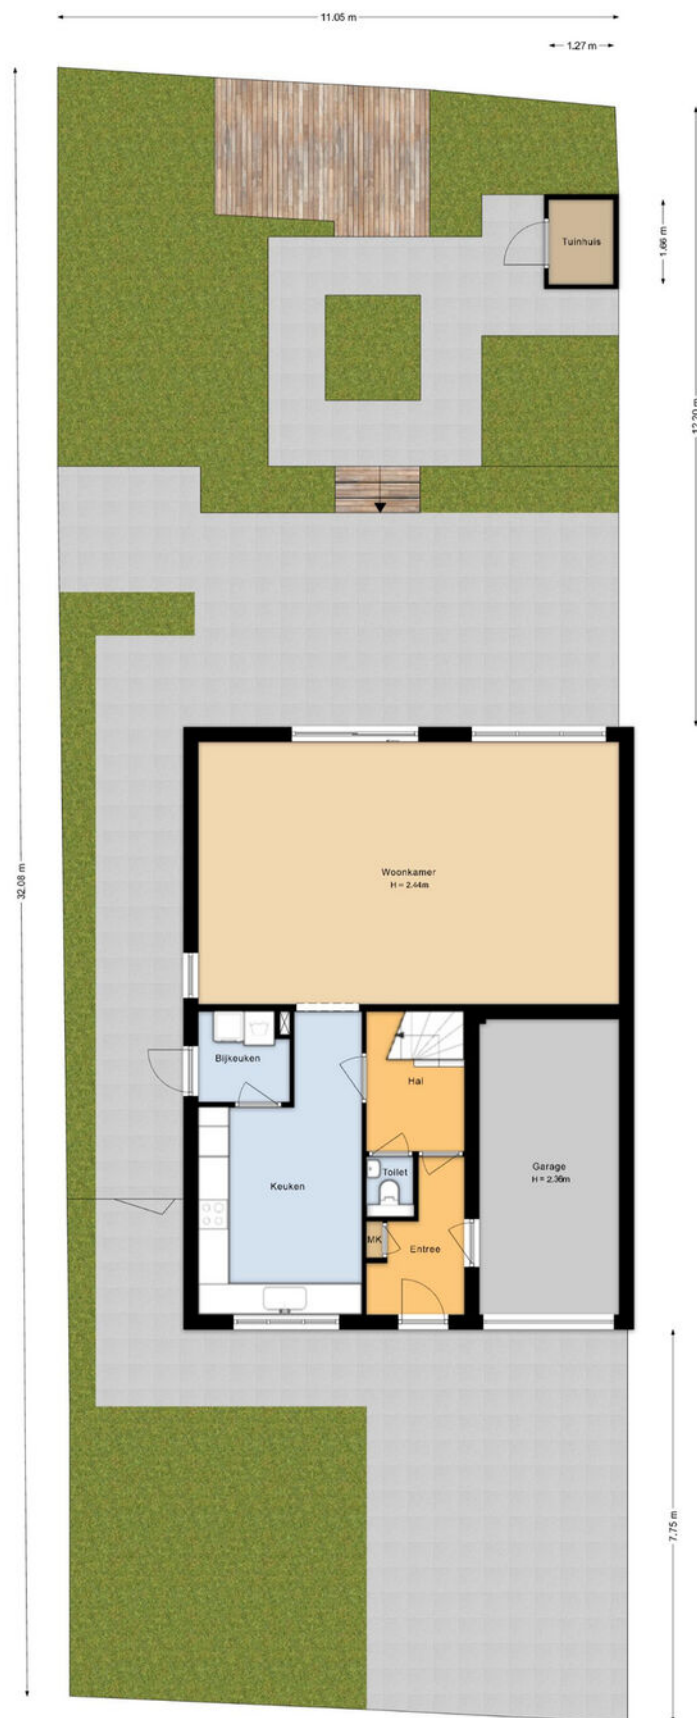 11.05 m
1.27 m
Tuinhuis
1.66 m
12.20 m
32.08 m
Woonkamer
H = 2.44m
Bijkeuken
Hal
Keuken
Toilet
Garage
H = 2.36m
MK
Entree
7.75 m